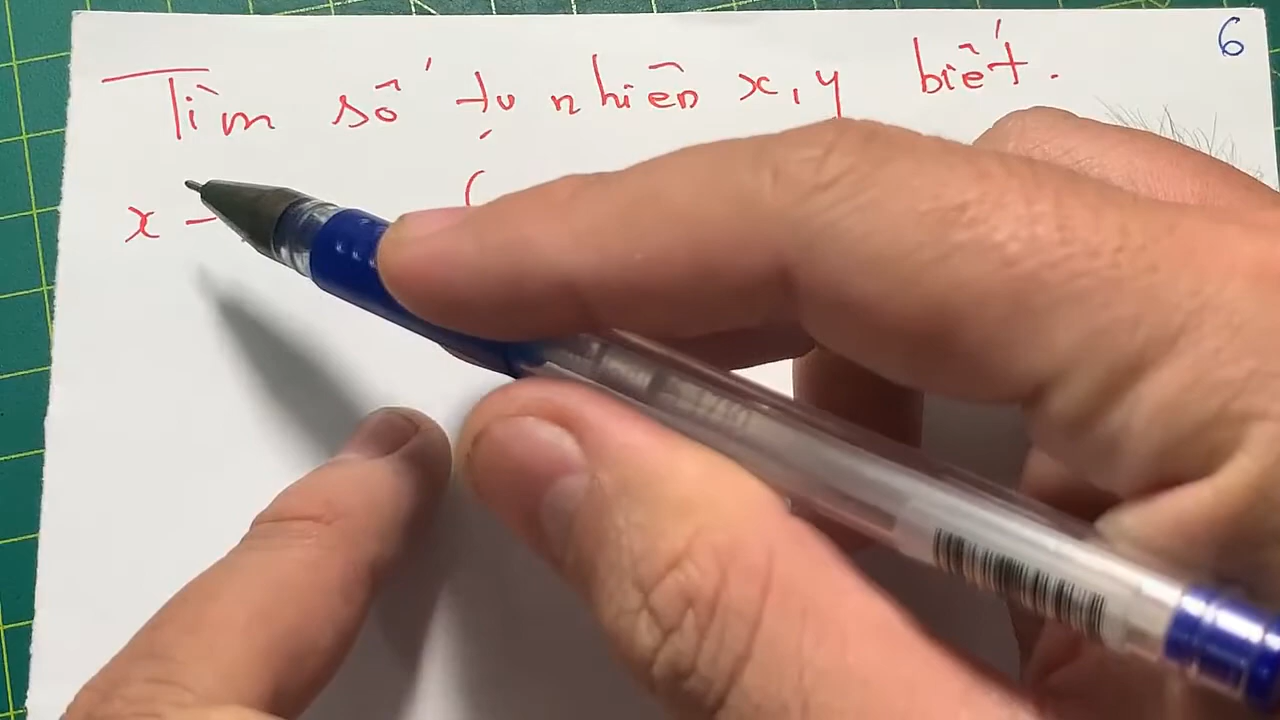 6
Tìm số tự nhiên x, y biết.
x - (